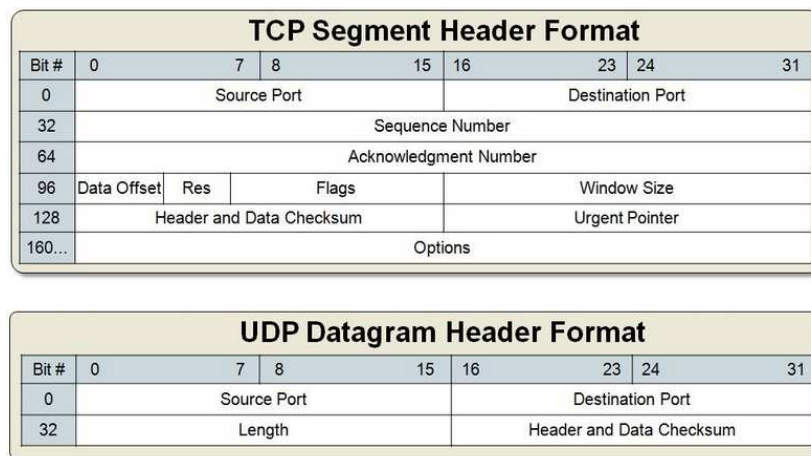 TCP Segment Header Format
Bit # 0 7 8 15 16 23 24 31
0 Source Port Destination Port
32 Sequence Number
64 Acknowledgment Number
96 Data Offset Res Flags Window Size
128 Header and Data Checksum Urgent Pointer
160... Options
UDP Datagram Header Format
Bit # 0 7 8 15 16 23 24 31
0 Source Port Destination Port
32 Length Header and Data Checksum